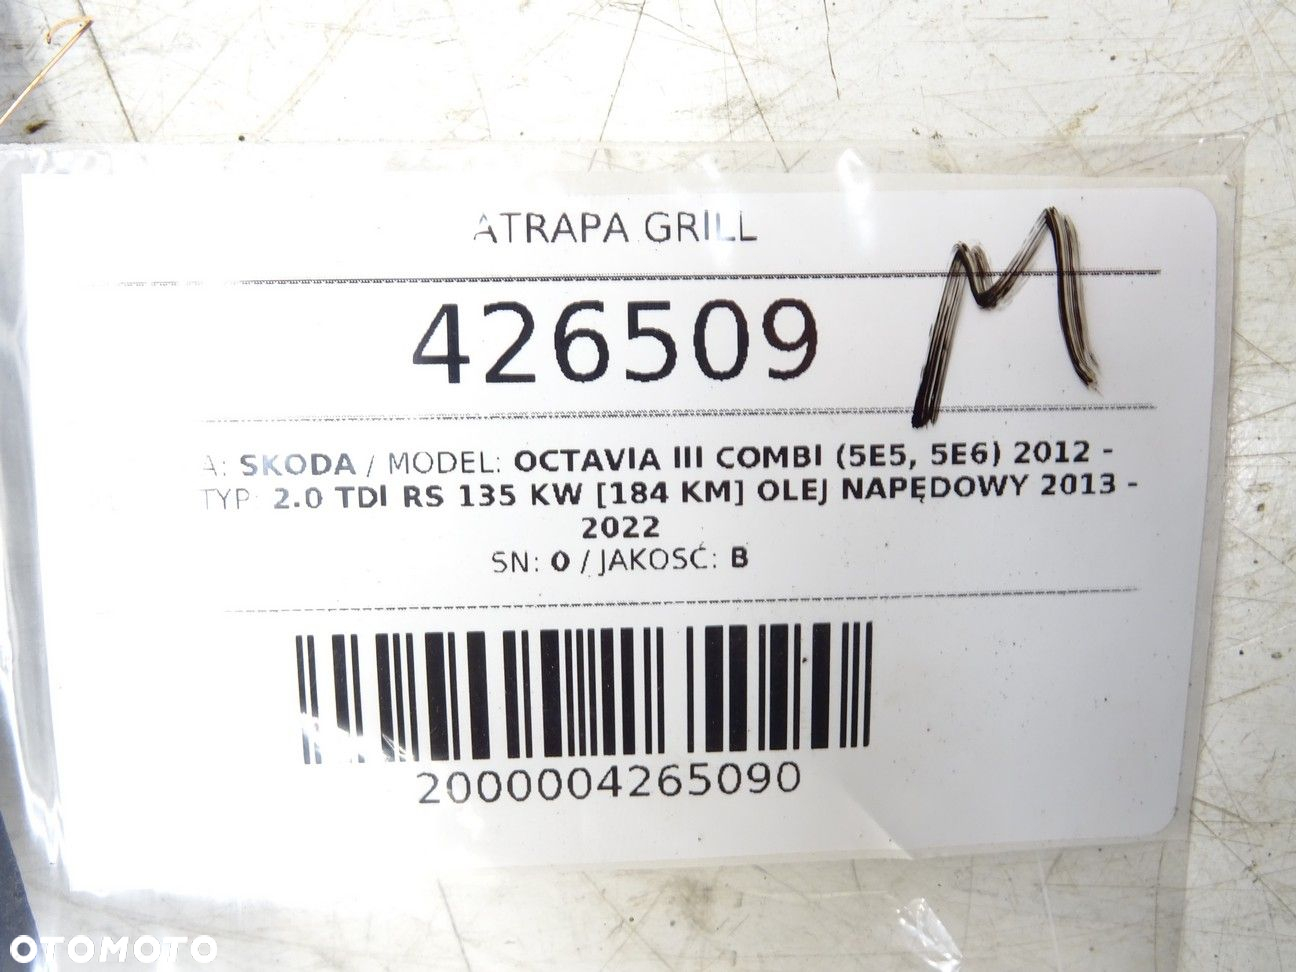 ATRAPA GRILL
M
426509
A: SKODA / MODEL: OCTAVIA III COMBI (5E5, 5E6) 2012 -
TYP: 2.0 TDI RS 135 KW [184 KM] OLEJ NAPĘDOWY 2013 -
2022
SN: 0 / JAKOŚĆ: B
2000004265090
OTOMOTO